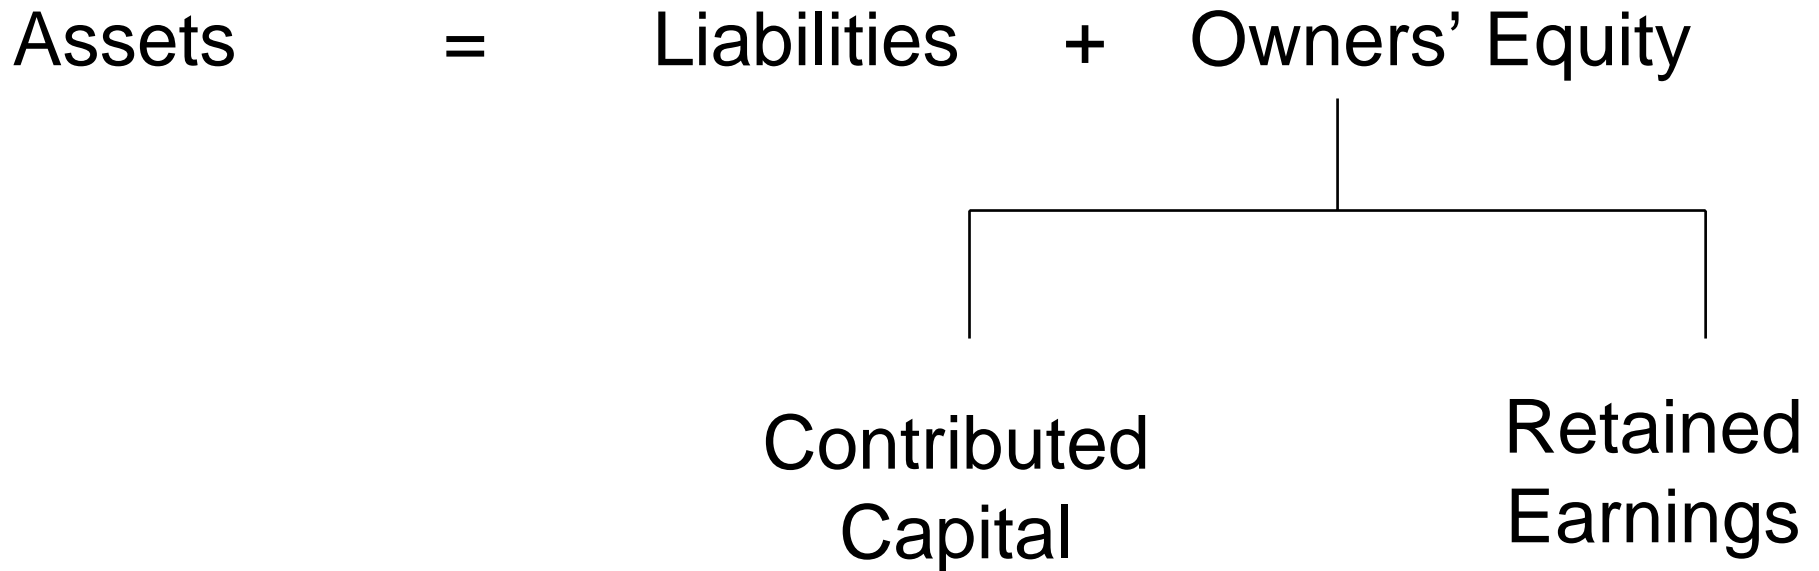 Assets = Liabilities + Owners’ Equity
Contributed
Capital
Retained
Earnings